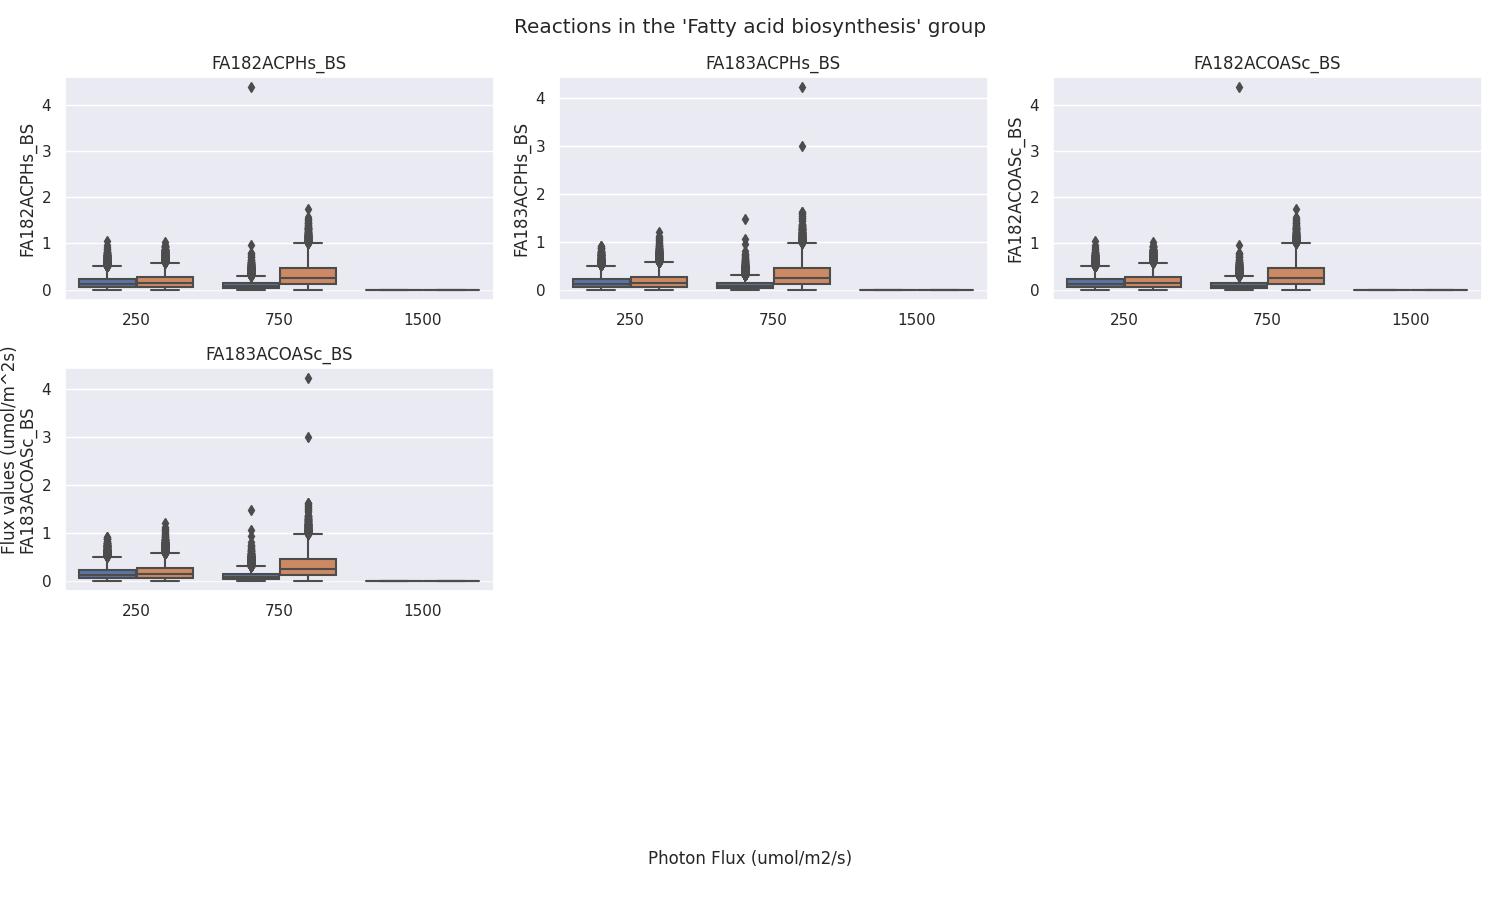 Reactions in the 'Fatty acid biosynthesis' group
FA182ACPHs_BS
FA182ACPHs_BS
4
3
2
1
0
250 750 1500
FA183ACPHs_BS
FA183ACPHs_BS
4
3
2
1
0
250 750 1500
FA182ACOASc_BS
FA182ACOASc_BS
4
3
2
1
0
250 750 1500
FA183ACOASc_BS
Flux values (umol/m^2s)
FA183ACOASc_BS
4
3
2
1
0
250 750 1500
Photon Flux (umol/m2/s)